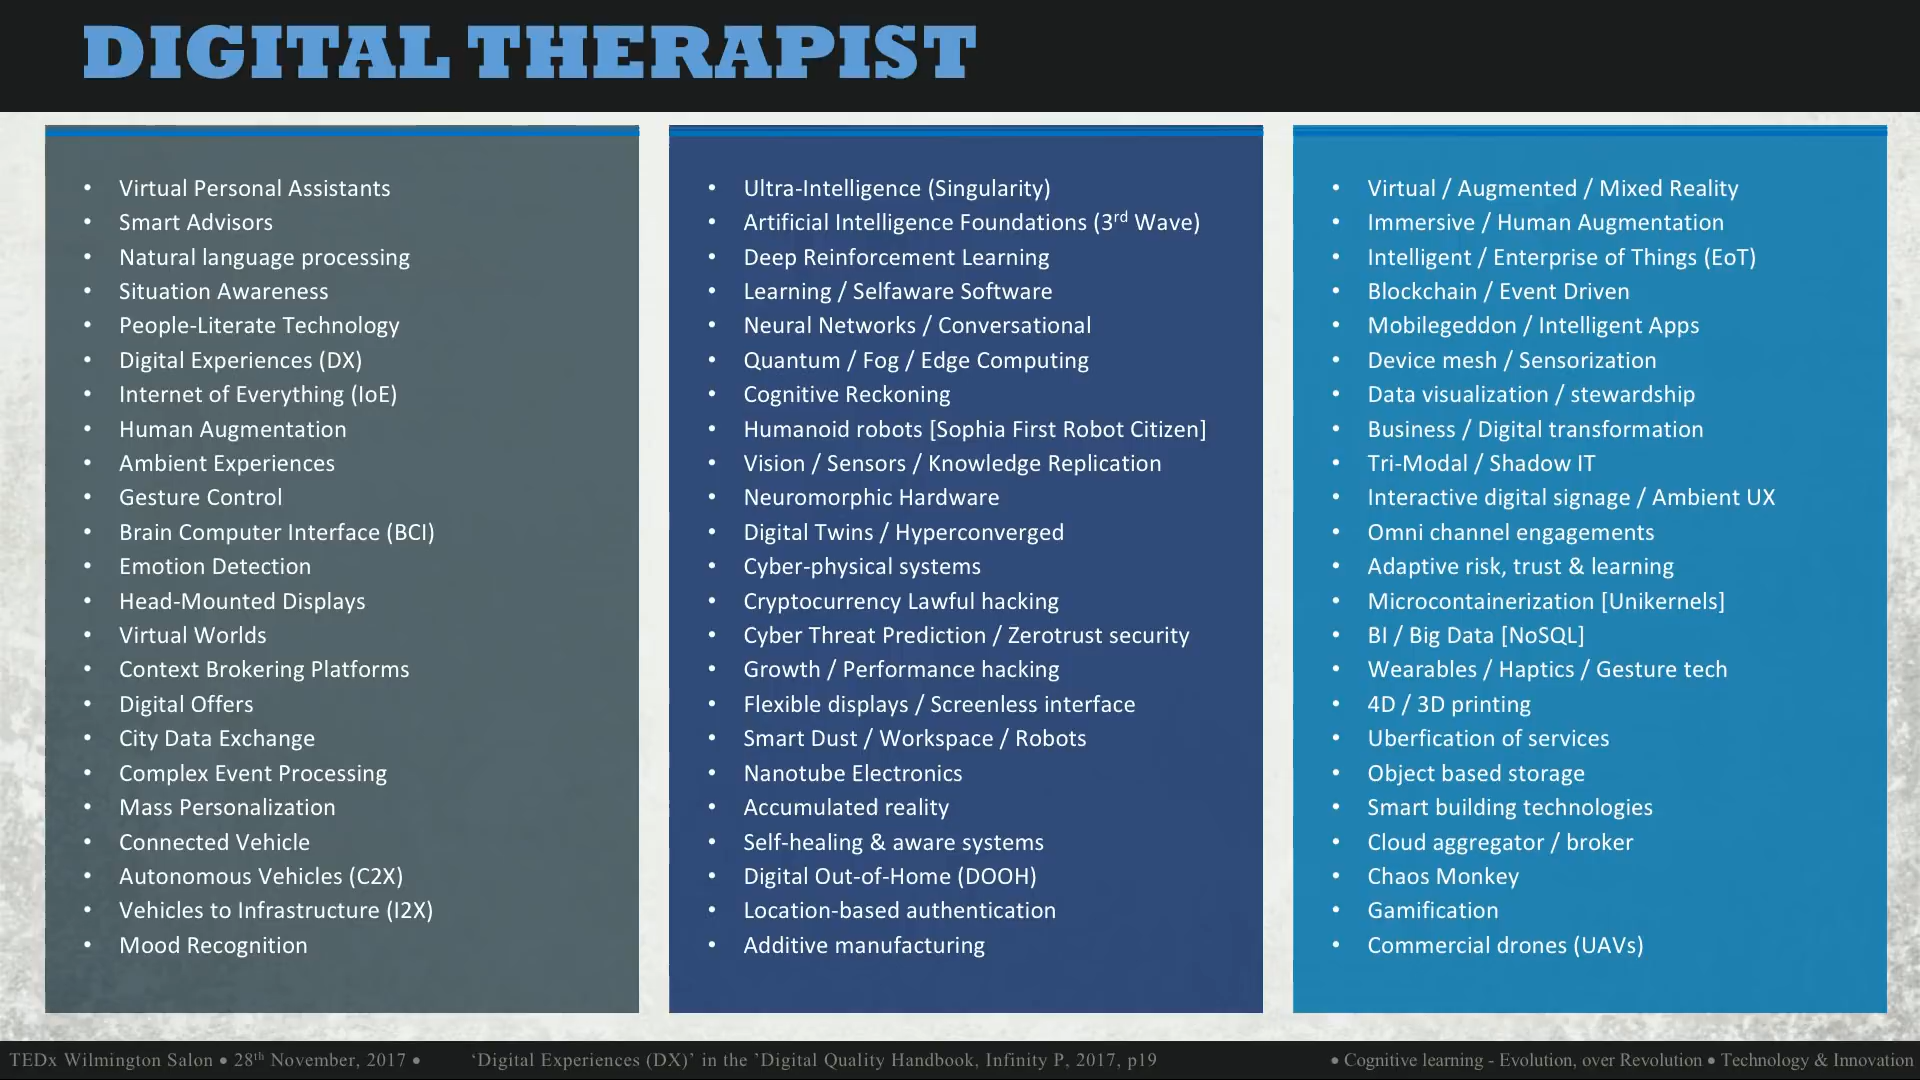 DIGITAL THERAPIST
• Virtual Personal Assistants
• Smart Advisors
• Natural language processing
• Situation Awareness
• People-Literate Technology
• Digital Experiences (DX)
• Internet of Everything (IoE)
• Human Augmentation
• Ambient Experiences
• Gesture Control
• Brain Computer Interface (BCI)
• Emotion Detection
• Head-Mounted Displays
• Virtual Worlds
• Context Brokering Platforms
• Digital Offers
• City Data Exchange
• Complex Event Processing
• Mass Personalization
• Connected Vehicle
• Autonomous Vehicles (C2X)
• Vehicles to Infrastructure (I2X)
• Mood Recognition
• Ultra-Intelligence (Singularity)
• Artificial Intelligence Foundations (3rd Wave)
• Deep Reinforcement Learning
• Learning / Selfaware Software
• Neural Networks / Conversational
• Quantum / Fog / Edge Computing
• Cognitive Reckoning
• Humanoid robots [Sophia First Robot Citizen]
• Vision / Sensors / Knowledge Replication
• Neuromorphic Hardware
• Digital Twins / Hyperconverged
• Cyber-physical systems
• Cryptocurrency Lawful hacking
• Cyber Threat Prediction / Zerotrust security
• Growth / Performance hacking
• Flexible displays / Screenless interface
• Smart Dust / Workspace / Robots
• Nanotube Electronics
• Accumulated reality
• Self-healing & aware systems
• Digital Out-of-Home (DOOH)
• Location-based authentication
• Additive manufacturing
• Virtual / Augmented / Mixed Reality
• Immersive / Human Augmentation
• Intelligent / Enterprise of Things (EoT)
• Blockchain / Event Driven
• Mobilegeddon / Intelligent Apps
• Device mesh / Sensorization
• Data visualization / stewardship
• Business / Digital transformation
• Tri-Modal / Shadow IT
• Interactive digital signage / Ambient UX
• Omni channel engagements
• Adaptive risk, trust & learning
• Microcontainerization [Unikernels]
• BI / Big Data [NoSQL]
• Wearables / Haptics / Gesture tech
• 4D / 3D printing
• Uberfication of services
• Object based storage
• Smart building technologies
• Cloud aggregator / broker
• Chaos Monkey
• Gamification
• Commercial drones (UAVs)
TEDx Wilmington Salon • 28th November, 2017 • ‘Digital Experiences (DX)’ in the ’Digital Quality Handbook, Infinity P, 2017, p19 • Cognitive learning - Evolution, over Revolution • Technology & Innovation